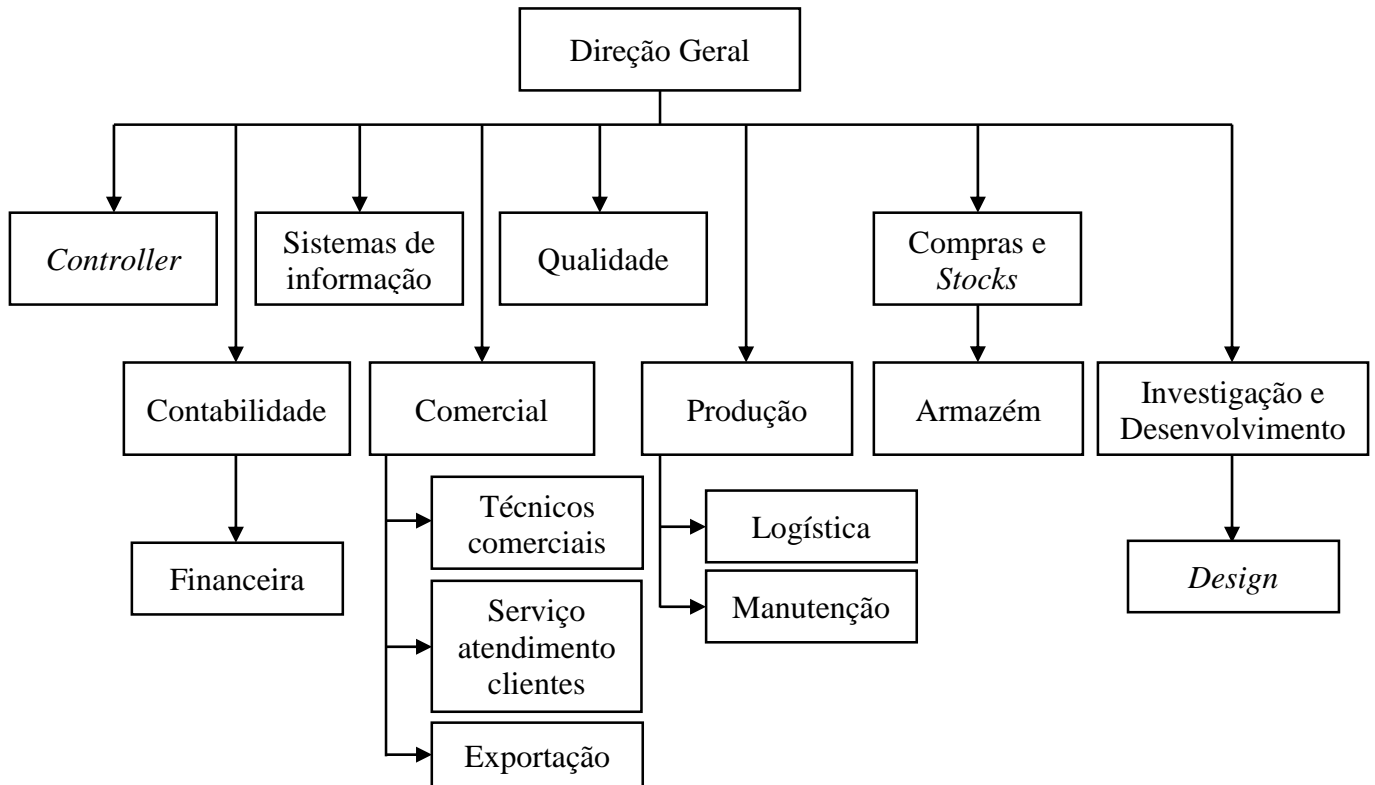 Direção Geral
Controller
Sistemas de
informação
Qualidade
Compras e
Stocks
Contabilidade
Comercial
Produção
Armazém
Investigação e
Desenvolvimento
Técnicos
comerciais
Logística
Financeira
Design
Manutenção
Serviço
atendimento
clientes
Exportação